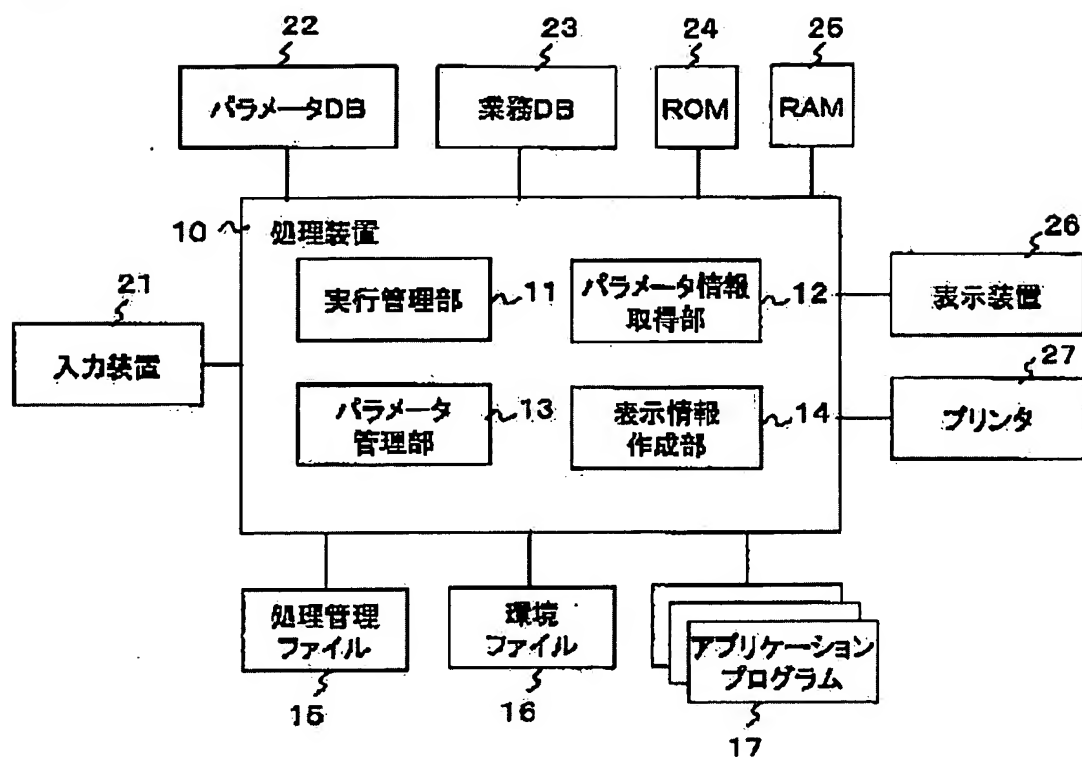 22
23
24
25
パラメータDB
業務DB
ROM
RAM
10
処理装置
26
21
実行管理部
11
パラメータ情報
取得部
12
表示装置
27
入力装置
パラメータ
管理部
13
表示情報
作成部
14
プリンタ
処理管理
ファイル
環境
ファイル
アプリケーション
プログラム
15
16
17